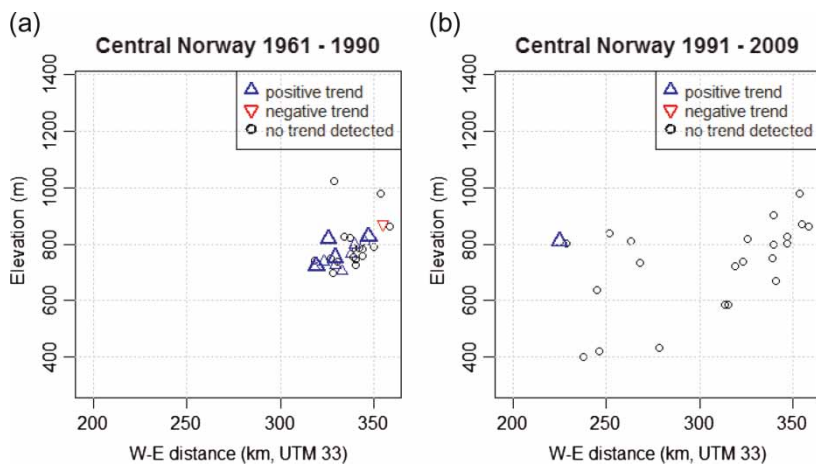 (a)
Central Norway 1961 - 1990
positive trend
negative trend
no trend detected
Elevation (m)
1400
1200
1000
800
600
400
200
250
300
350
W-E distance (km, UTM 33)
(b)
Central Norway 1991 - 2009
positive trend
negative trend
no trend detected
Elevation (m)
1400
1200
1000
800
600
400
200
250
300
350
W-E distance (km, UTM 33)